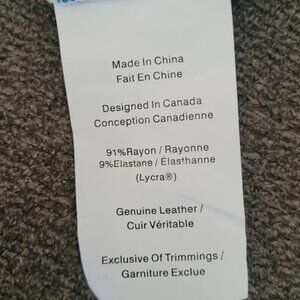 Made In China
Fait En Chine
Designed In Canada
Conception Canadienne
91%Rayon / Rayonne
9%Elastane / Élasthanne
(Lycra®)
Genuine Leather /
Cuir Véritable
Exclusive Of Trimmings /
Garniture Exclue